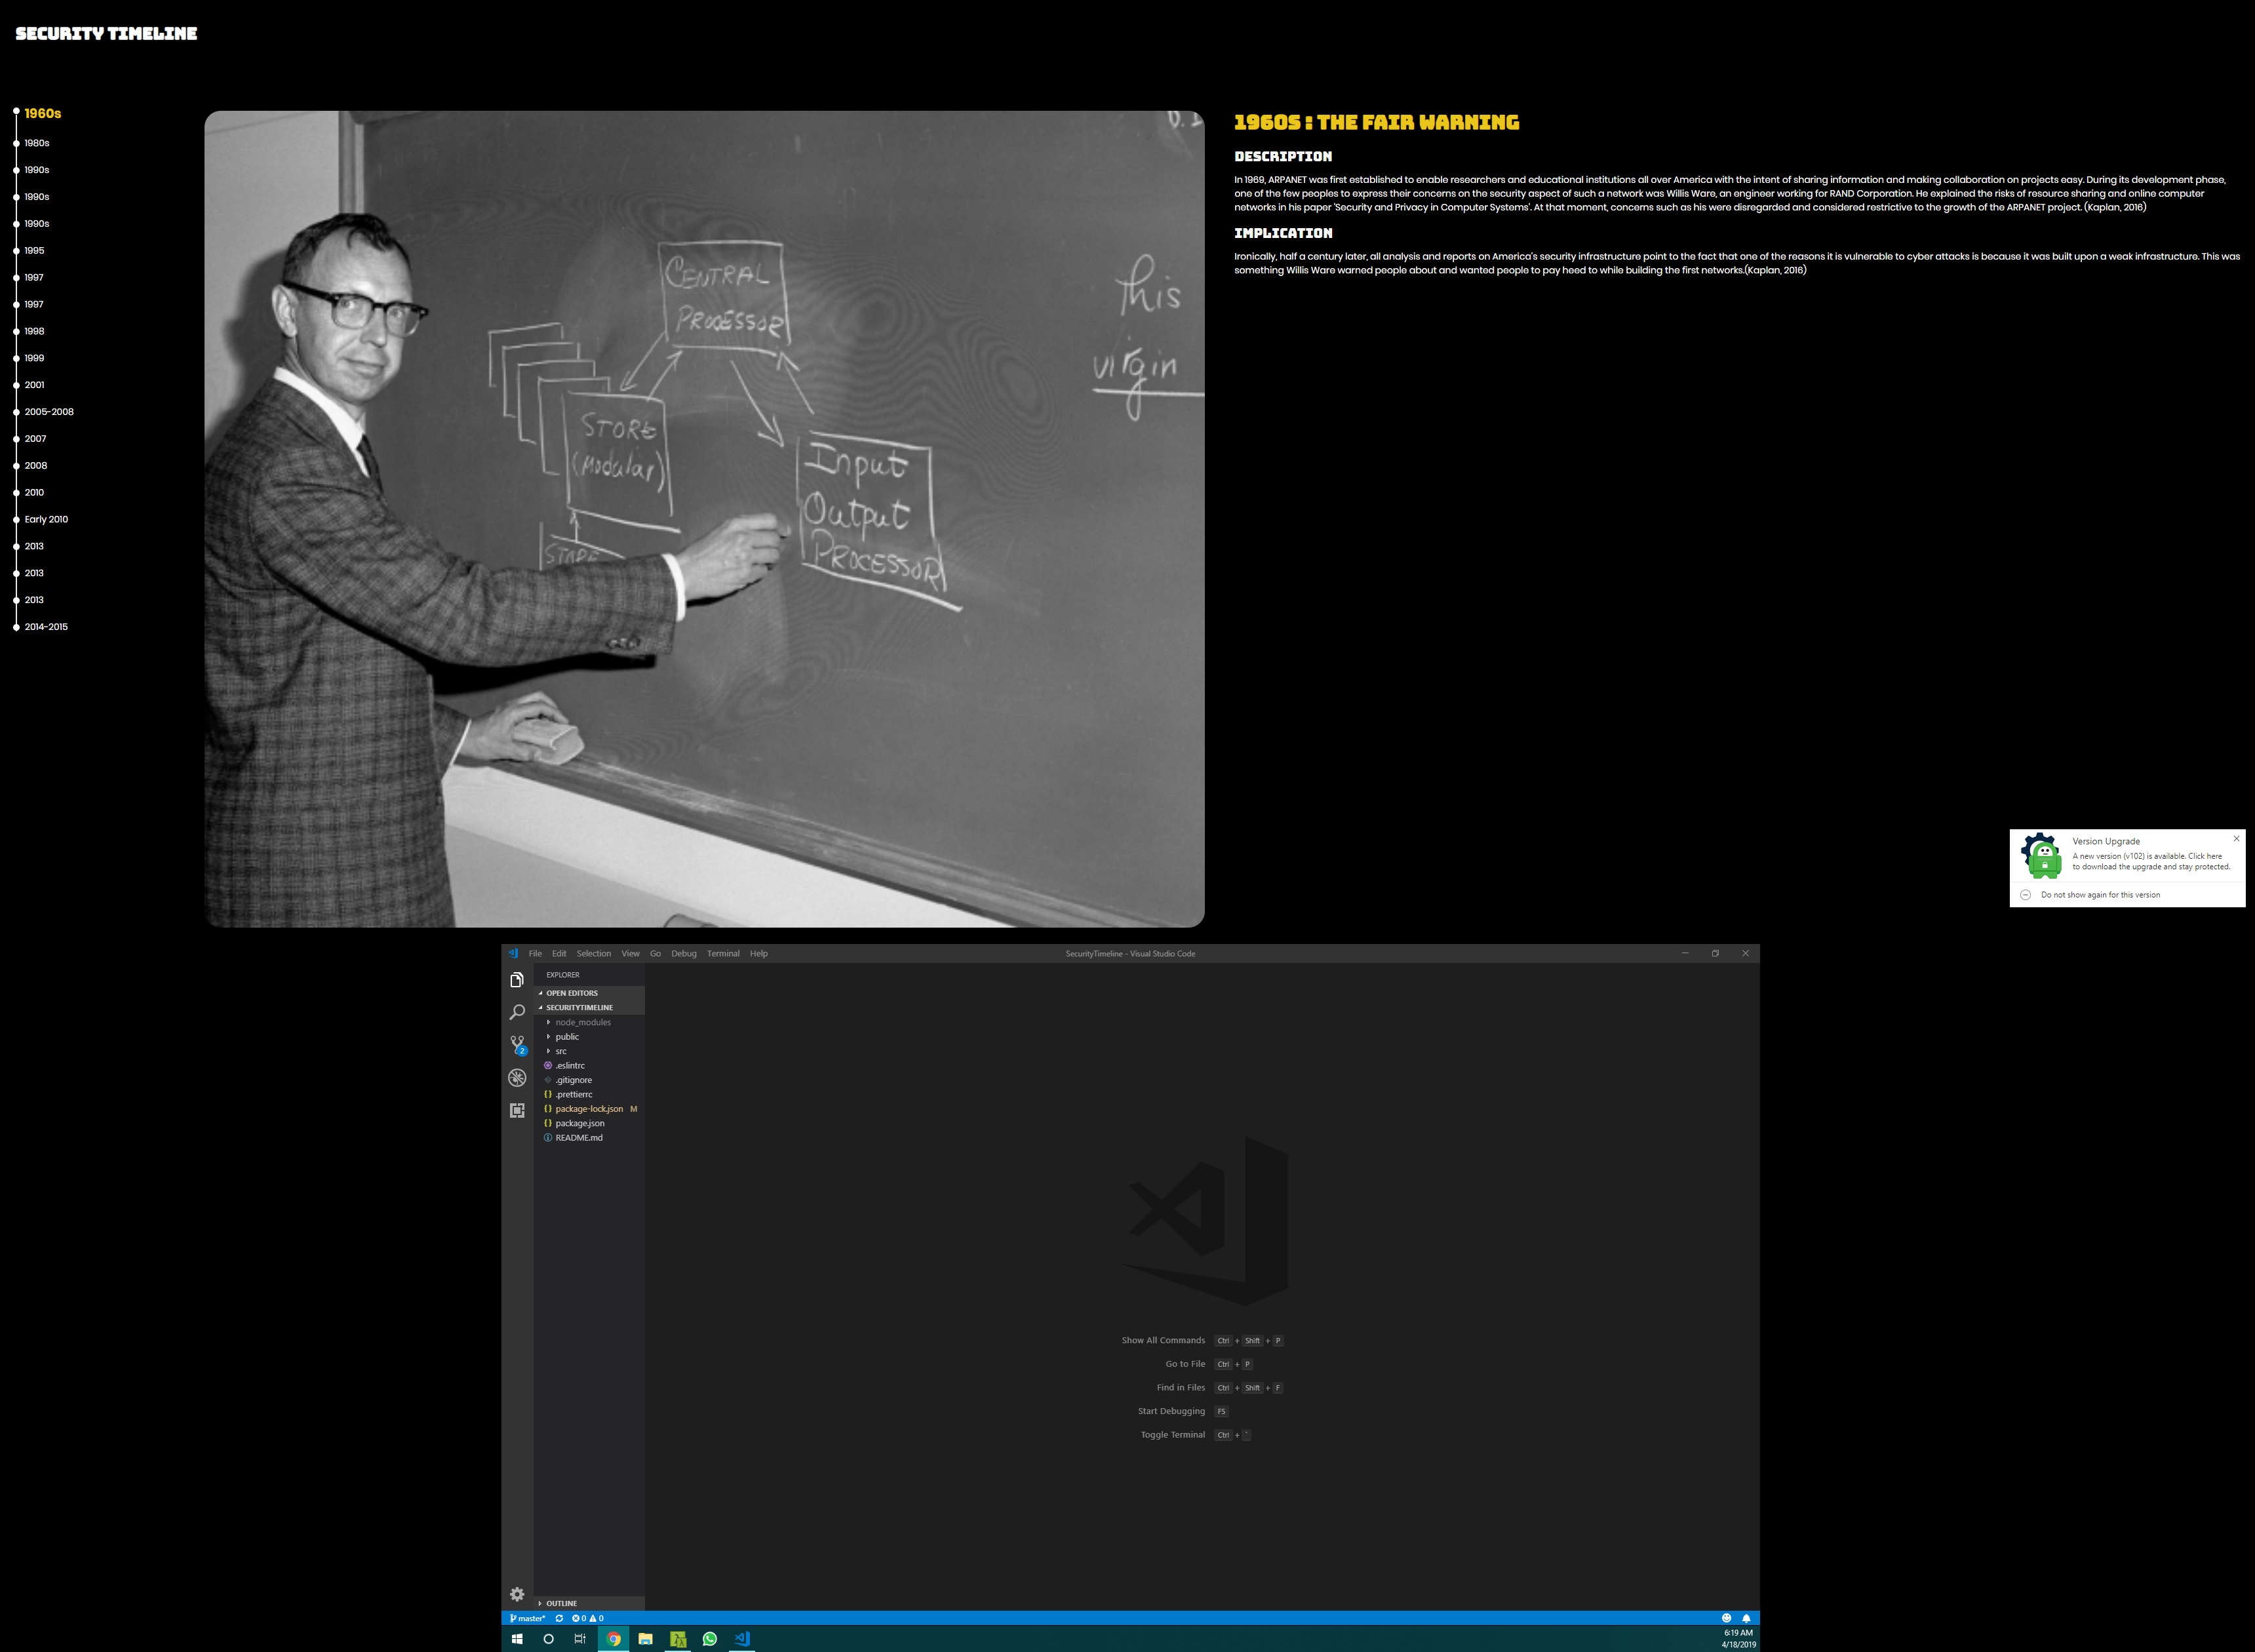 SECURITY TIMELINE
1960s
1980s
1990s
1990s
1990s
1995
1997
1997
1998
1999
2001
2005-2008
2007
2008
2010
Early 2010
2013
2013
2013
2014-2015
CENTRAL
PROCESSOR
STORE
(Modular)
STORE
Input
Output
PROCESSOR
this
virgin
1960S : THE FAIR WARNING
DESCRIPTION
In 1969, ARPANET was first established to enable researchers and educational institutions all over America with the intent of sharing information and making collaboration on projects easy. During its development phase,
one of the few peoples to express their concerns on the security aspect of such a network was Willis Ware, an engineer working for RAND Corporation. He explained the risks of resource sharing and online computer
networks in his paper 'Security and Privacy in Computer Systems'. At that moment, concerns such as his were disregarded and considered restrictive to the growth of the ARPANET project. (Kaplan, 2016)
IMPLICATION
Ironically, half a century later, all analysis and reports on America's security infrastructure point to the fact that one of the reasons it is vulnerable to cyber attacks is because it was built upon a weak infrastructure. This was
something Willis Ware warned people about and wanted people to pay heed to while building the first networks.(Kaplan, 2016)
Version Upgrade
A new version (v102) is available. Click here
to download the upgrade and stay protected.
Do not show again for this version
File Edit Selection View Go Debug Terminal Help SecurityTimeline - Visual Studio Code
EXPLORER
OPEN EDITORS
SECURITYTIMELINE
node_modules
public
src
.eslintrc
.gitignore
.prettierrc
package-lock.json M
package.json
README.md
2
Show All Commands Ctrl + Shift + P
Go to File Ctrl + P
Find in Files Ctrl + Shift + F
Start Debugging F5
Toggle Terminal Ctrl + `
OUTLINE
master* 0 0
6:19 AM
4/18/2019